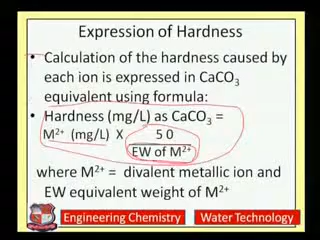 Expression of Hardness
• Calculation of the hardness caused by
each ion is expressed in CaCO₃
equivalent using formula:
• Hardness (mg/L) as CaCO₃ =
M²⁺ (mg/L) X 5 0
EW of M²⁺
where M²⁺ = divalent metallic ion and
EW equivalent weight of M²⁺
Engineering Chemistry Water Technology